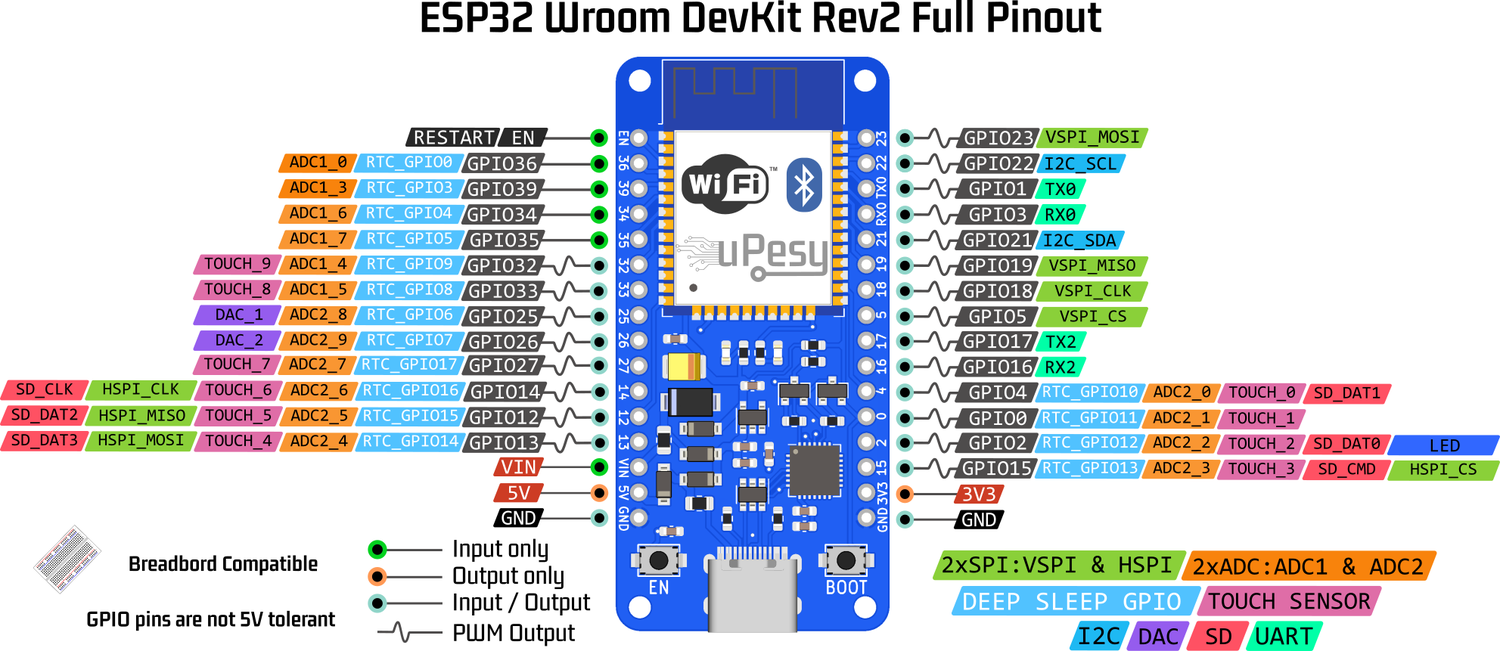 ESP32 Wroom DevKit Rev2 Full Pinout
RESTART EN EN 23 GPIO23 VSPI_MOSI
ADC1_0 RTC_GPIO0 GPIO36 36 22 GPIO22 I2C_SCL
ADC1_3 RTC_GPIO3 GPIO39 39 TX0 GPIO1 TX0
ADC1_6 RTC_GPIO4 GPIO34 34 RX0 GPIO3 RX0
ADC1_7 RTC_GPIO5 GPIO35 35 21 GPIO21 I2C_SDA
TOUCH_9 ADC1_4 RTC_GPIO9 GPIO32 32 19 GPIO19 VSPI_MISO
TOUCH_8 ADC1_5 RTC_GPIO8 GPIO33 33 18 GPIO18 VSPI_CLK
DAC_1 ADC2_8 RTC_GPIO6 GPIO25 25 5 GPIO5 VSPI_CS
DAC_2 ADC2_9 RTC_GPIO7 GPIO26 26 17 GPIO17 TX2
TOUCH_7 ADC2_7 RTC_GPIO17 GPIO27 27 16 GPIO16 RX2
SD_CLK HSPI_CLK TOUCH_6 ADC2_6 RTC_GPIO16 GPIO14 14 4 GPIO4 RTC_GPIO10 ADC2_0 TOUCH_0 SD_DAT1
SD_DAT2 HSPI_MISO TOUCH_5 ADC2_5 RTC_GPIO15 GPIO12 12 0 GPIO0 RTC_GPIO11 ADC2_1 TOUCH_1
SD_DAT3 HSPI_MOSI TOUCH_4 ADC2_4 RTC_GPIO14 GPIO13 13 2 GPIO2 RTC_GPIO12 ADC2_2 TOUCH_2 SD_DAT0 LED
VIN VIN 15 GPIO15 RTC_GPIO13 ADC2_3 TOUCH_3 SD_CMD HSPI_CS
5V 5V 3V3 3V3
GND GND GND GND
WiFi™
uPesy
EN
BOOT
Breadbord Compatible
GPIO pins are not 5V tolerant
Input only
Output only
Input / Output
PWM Output
2xSPI:VSPI & HSPI 2xADC:ADC1 & ADC2
DEEP SLEEP GPIO TOUCH SENSOR
I2C DAC SD UART